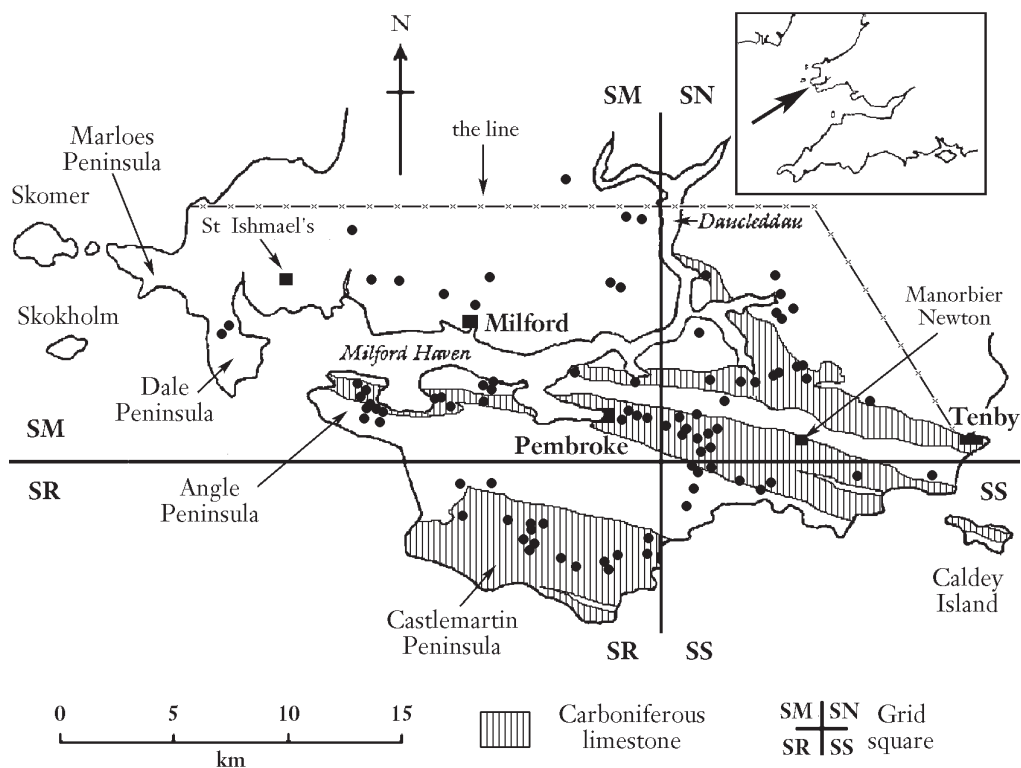 N
SM
SN
the line
Marloes
Peninsula
Skomer
St Ishmael's
Daucleddau
Skokholm
Manorbier
Newton
Milford
Milford Haven
Dale
Peninsula
SM
Tenby
Pembroke
SR
Angle
Peninsula
SS
Castlemartin
Peninsula
Caldey
Island
SR
SS
0
5
10
15
km
Carboniferous
limestone
SM
SN
SR
SS
Grid
square